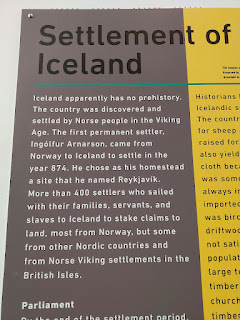 Settlement of
Iceland
Iceland apparently has no prehistory.
The country was discovered and
settled by Norse people in the Viking
Age. The first permanent settler,
Ingólfur Arnarson, came from
Norway to Iceland to settle in the
year 874. He chose as his homestead
a site that he named Reykjavík.
More than 400 settlers who sailed
with their families, servants, and
slaves to Iceland to stake claims to
land, most from Norway, but some
from other Nordic countries and
from Norse Viking settlements in the
British Isles.
Parliament
By the end of the settlement period,
Historians
Icelandic s
The countr
for sheep
raised for
also yield
cloth beca
was som
always in
importe
was birc
driftwoo
not sati
populat
large to
timber
church
timbe